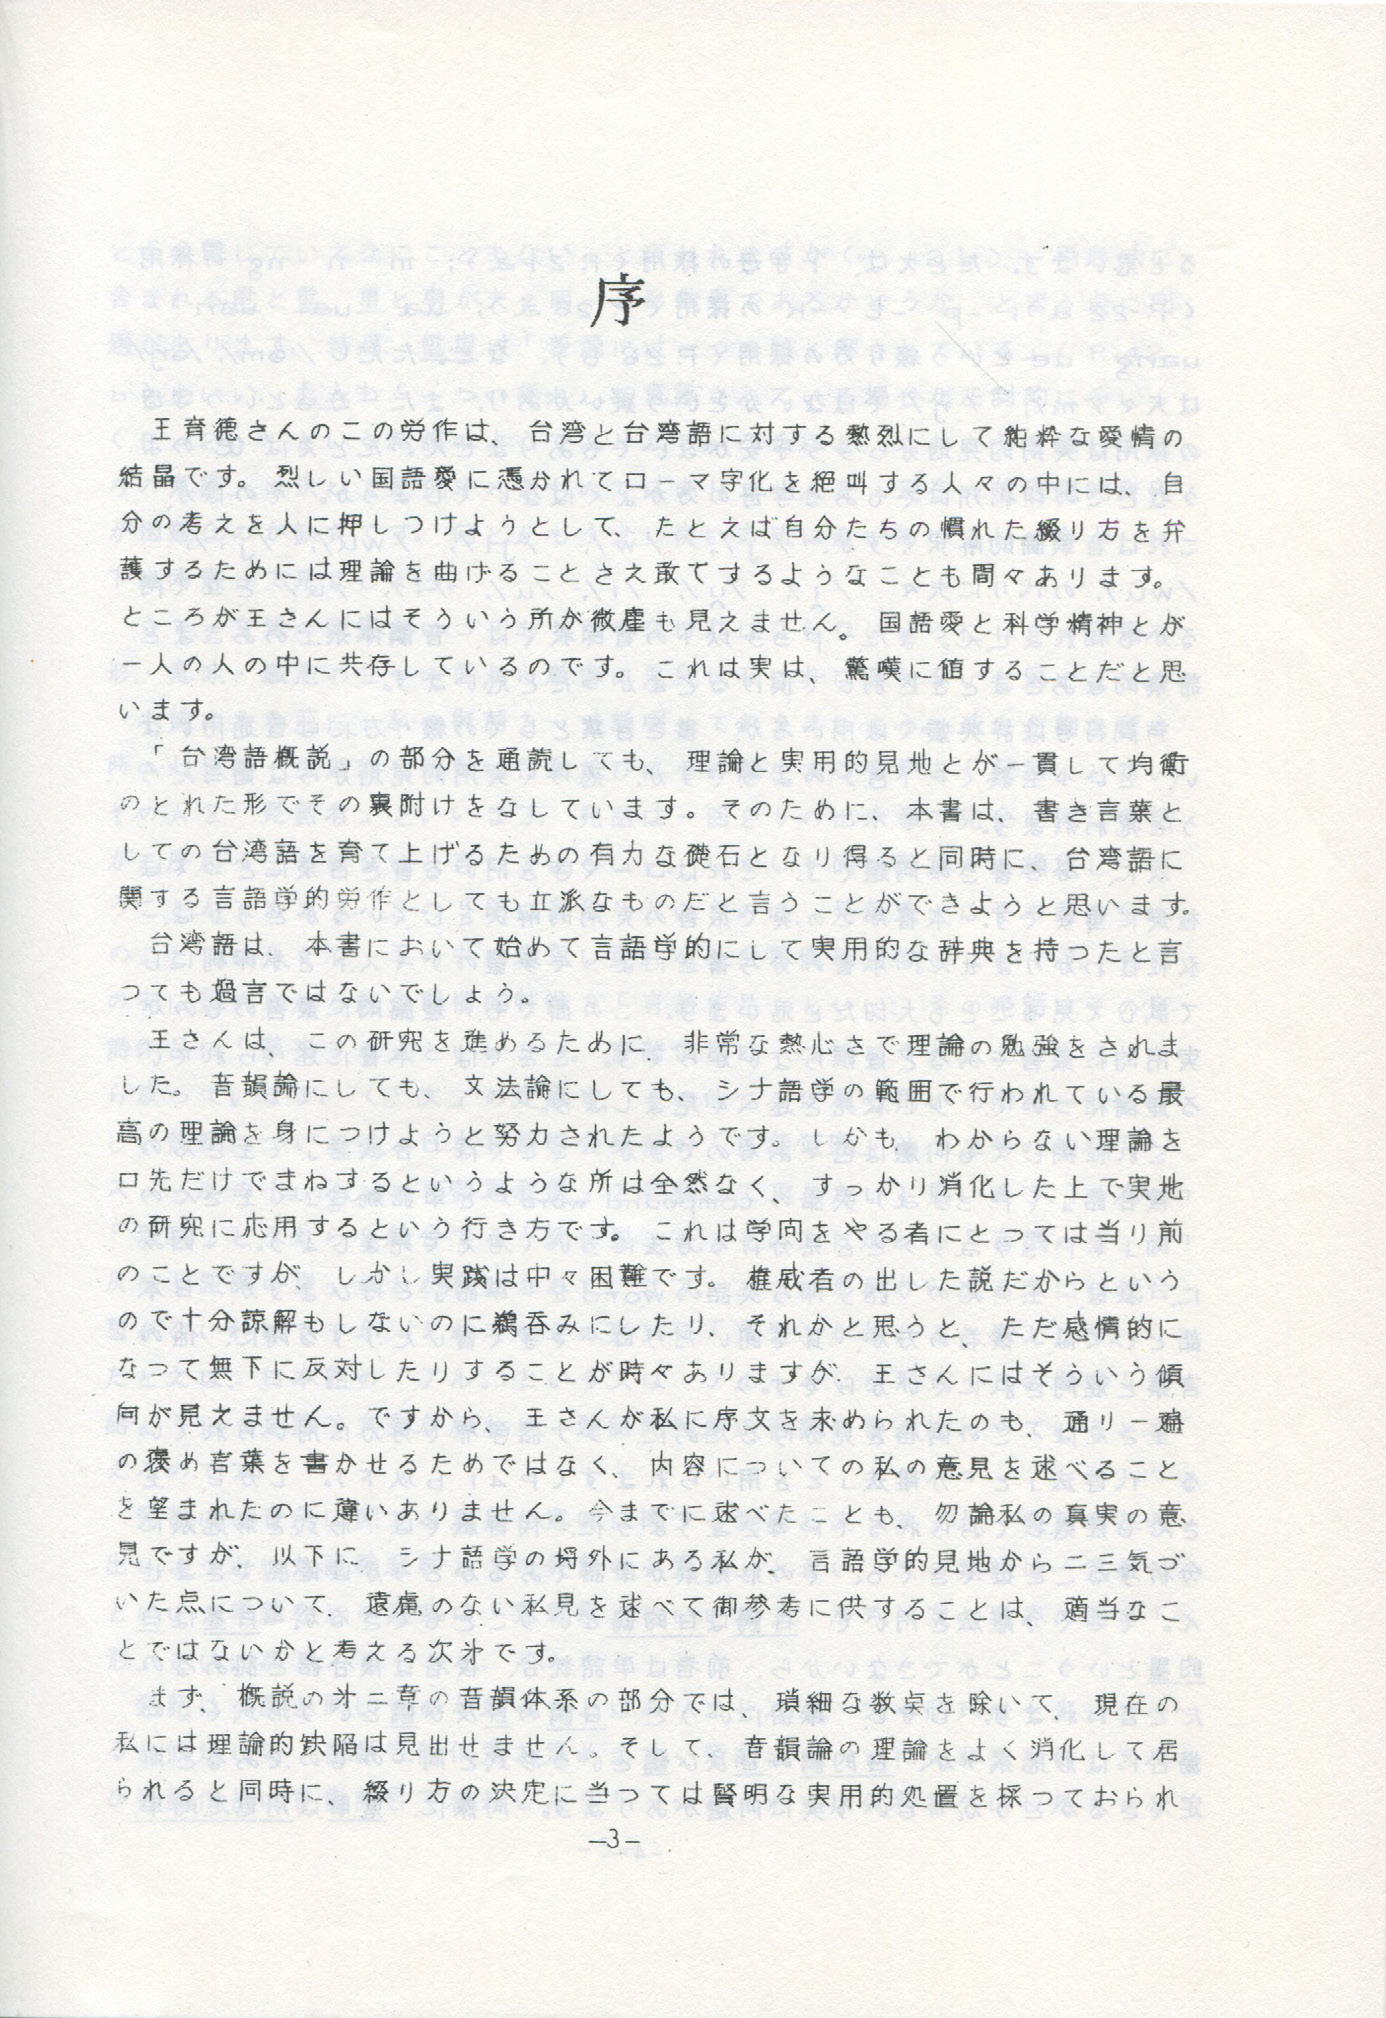 序
王育徳さんのこの労作は、台湾と台湾語に対する熱烈にして純粋な愛情の
結晶です。烈しい国語愛に憑かれてローマ字化を絶叫する人々の中には、自
分の考えを人に押しつけようとして、たとえば自分たちの慣れた綴り方を弁
護するためには理論を曲げることさえ敢てするようなことも間々あります。
ところが王さんにはそういう所が微塵も見えません。国語愛と科学精神とが
一人の人の中に共存しているのです。これは実は、驚嘆に値することだと思
います。
「台湾語概説」の部分を通読しても、理論と実用的見地とが一貫して均衡
のとれた形でその裏附けをなしています。そのために、本書は、書き言葉と
しての台湾語を育て上げるための有力な礎石となり得ると同時に、台湾語に
関する言語学的労作としても立派なものだと言うことができようと思います。
台湾語は、本書において始めて言語学的にして実用的な辞典を持つたと言
つても過言ではないでしょう。
王さんは、この研究を進めるために、非常な熱心さで理論の勉強をされま
した。音韻論にしても、文法論にしても、シナ語学の範囲で行われている最
高の理論を身につけようと努力されたようです。しかも、わからない理論を
口先だけでまねするというような所は全然なく、すっかり消化した上で実地
の研究に応用するという行き方です。これは学問をやる者にとっては当り前
のことですが、しかし実践は中々困難です。権威者の出した説だからという
ので十分諒解もしないのに鵜呑みにしたり、それかと思うと、ただ感情的に
なって無下に反対したりすることが時々ありますが、王さんにはそういう傾
向が見えません。ですから、王さんが私に序文を求められたのも、通り一遍
の褒め言葉を書かせるためではなく、内容についての私の意見を述べること
を望まれたのに違いありません。今までに述べたことも、勿論私の真実の意
見ですが、以下に、シナ語学の埒外にある私が、言語学的見地から二三気づ
いた点について、遠慮のない私見を述べて御参考に供することは、適当なこ
とではないかと考える次㐧です。
まず、概説の㐧二章の音韻体系の部分では、瑣細な数点を除いて、現在の
私には理論的欠陥は見出せません。そして、音韻論の理論をよく消化して居
られると同時に、綴り方の決定に当つては賢明な実用的処置を採つておられ
—3—